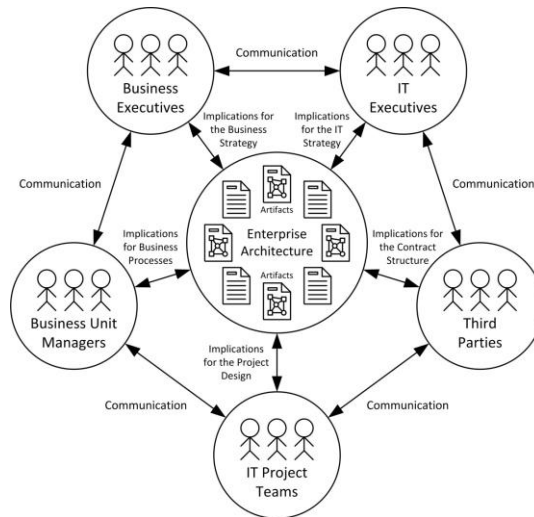 Communication
Business
Executives
IT
Executives
Implications for
the Business
Strategy
Implications
for the IT
Strategy
Communication
Communication
Artifacts
Enterprise
Architecture
Artifacts
Implications
for Business
Processes
Implications for
the Contract
Structure
Business Unit
Managers
Third
Parties
Implications
for the Project
Design
Communication
Communication
IT Project
Teams